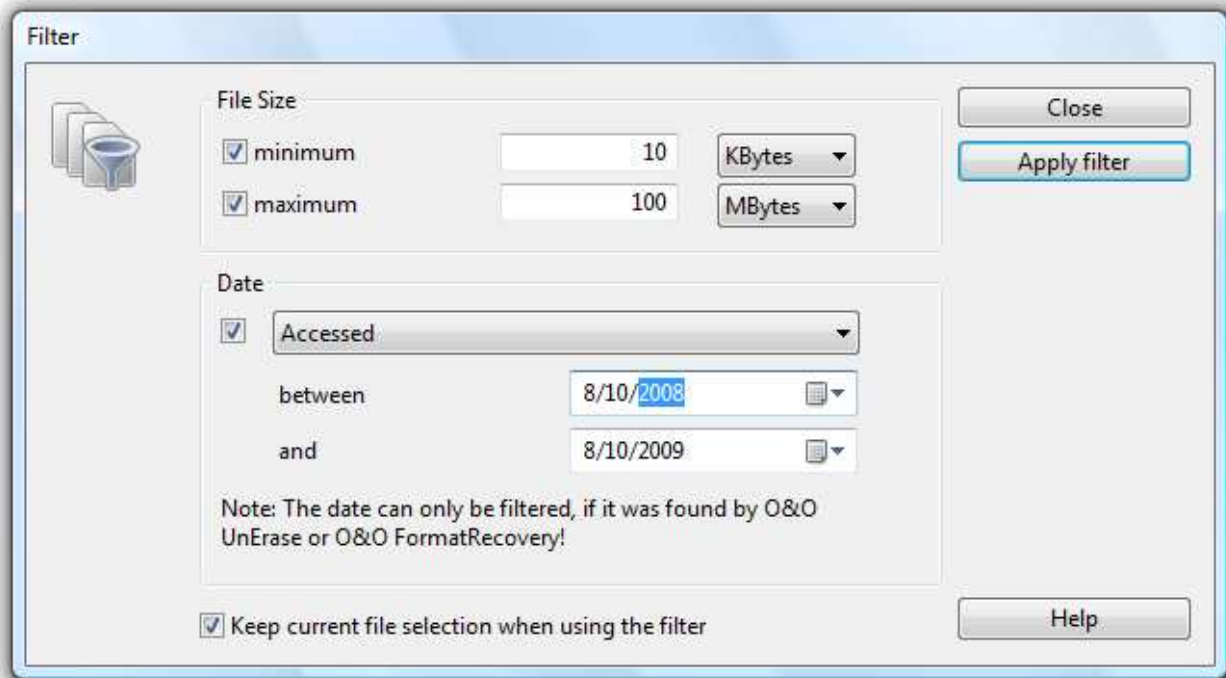 Filter
File Size
Close
minimum 10 KBytes
Apply filter
maximum 100 MBytes
Date
Accessed
between 8/10/2008
and 8/10/2009
Note: The date can only be filtered, if it was found by O&O
UnErase or O&O FormatRecovery!
Keep current file selection when using the filter
Help